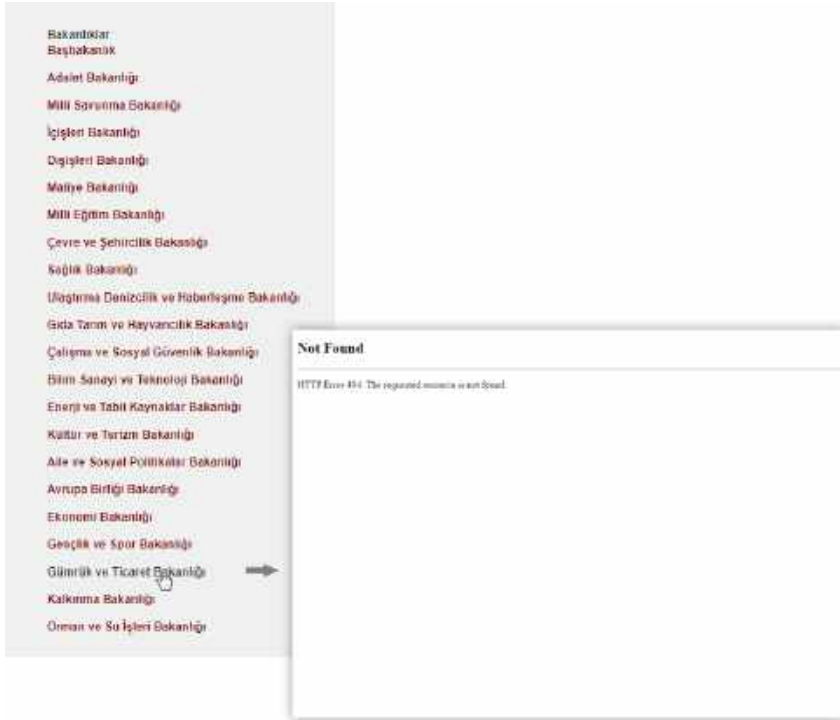 Bakanlıklar
Başbakanlık
Adalet Bakanlığı
Milli Savunma Bakanlığı
İçişleri Bakanlığı
Dışişleri Bakanlığı
Maliye Bakanlığı
Milli Eğitim Bakanlığı
Çevre ve Şehircilik Bakanlığı
Sağlık Bakanlığı
Ulaştırma Denizcilik ve Haberleşme Bakanlığı
Gıda Tarım ve Hayvancılık Bakanlığı
Çalışma ve Sosyal Güvenlik Bakanlığı
Bilim Sanayi ve Teknoloji Bakanlığı
Enerji ve Tabii Kaynaklar Bakanlığı
Kültür ve Turizm Bakanlığı
Aile ve Sosyal Politikalar Bakanlığı
Avrupa Birliği Bakanlığı
Ekonomi Bakanlığı
Gençlik ve Spor Bakanlığı
Gümrük ve Ticaret Bakanlığı
Kalkınma Bakanlığı
Orman ve Su İşleri Bakanlığı
Not Found
HTTP Error 404. The requested resource is not found.